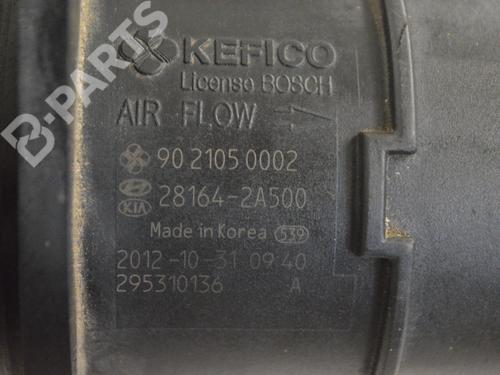 KEFICO
License BOSCH
AIR FLOW
90 2105 0002
28164-2A500
KIA
Made in Korea 539
2012-10-31 09 40
295310136 A
B-PARTS
B-PARTS